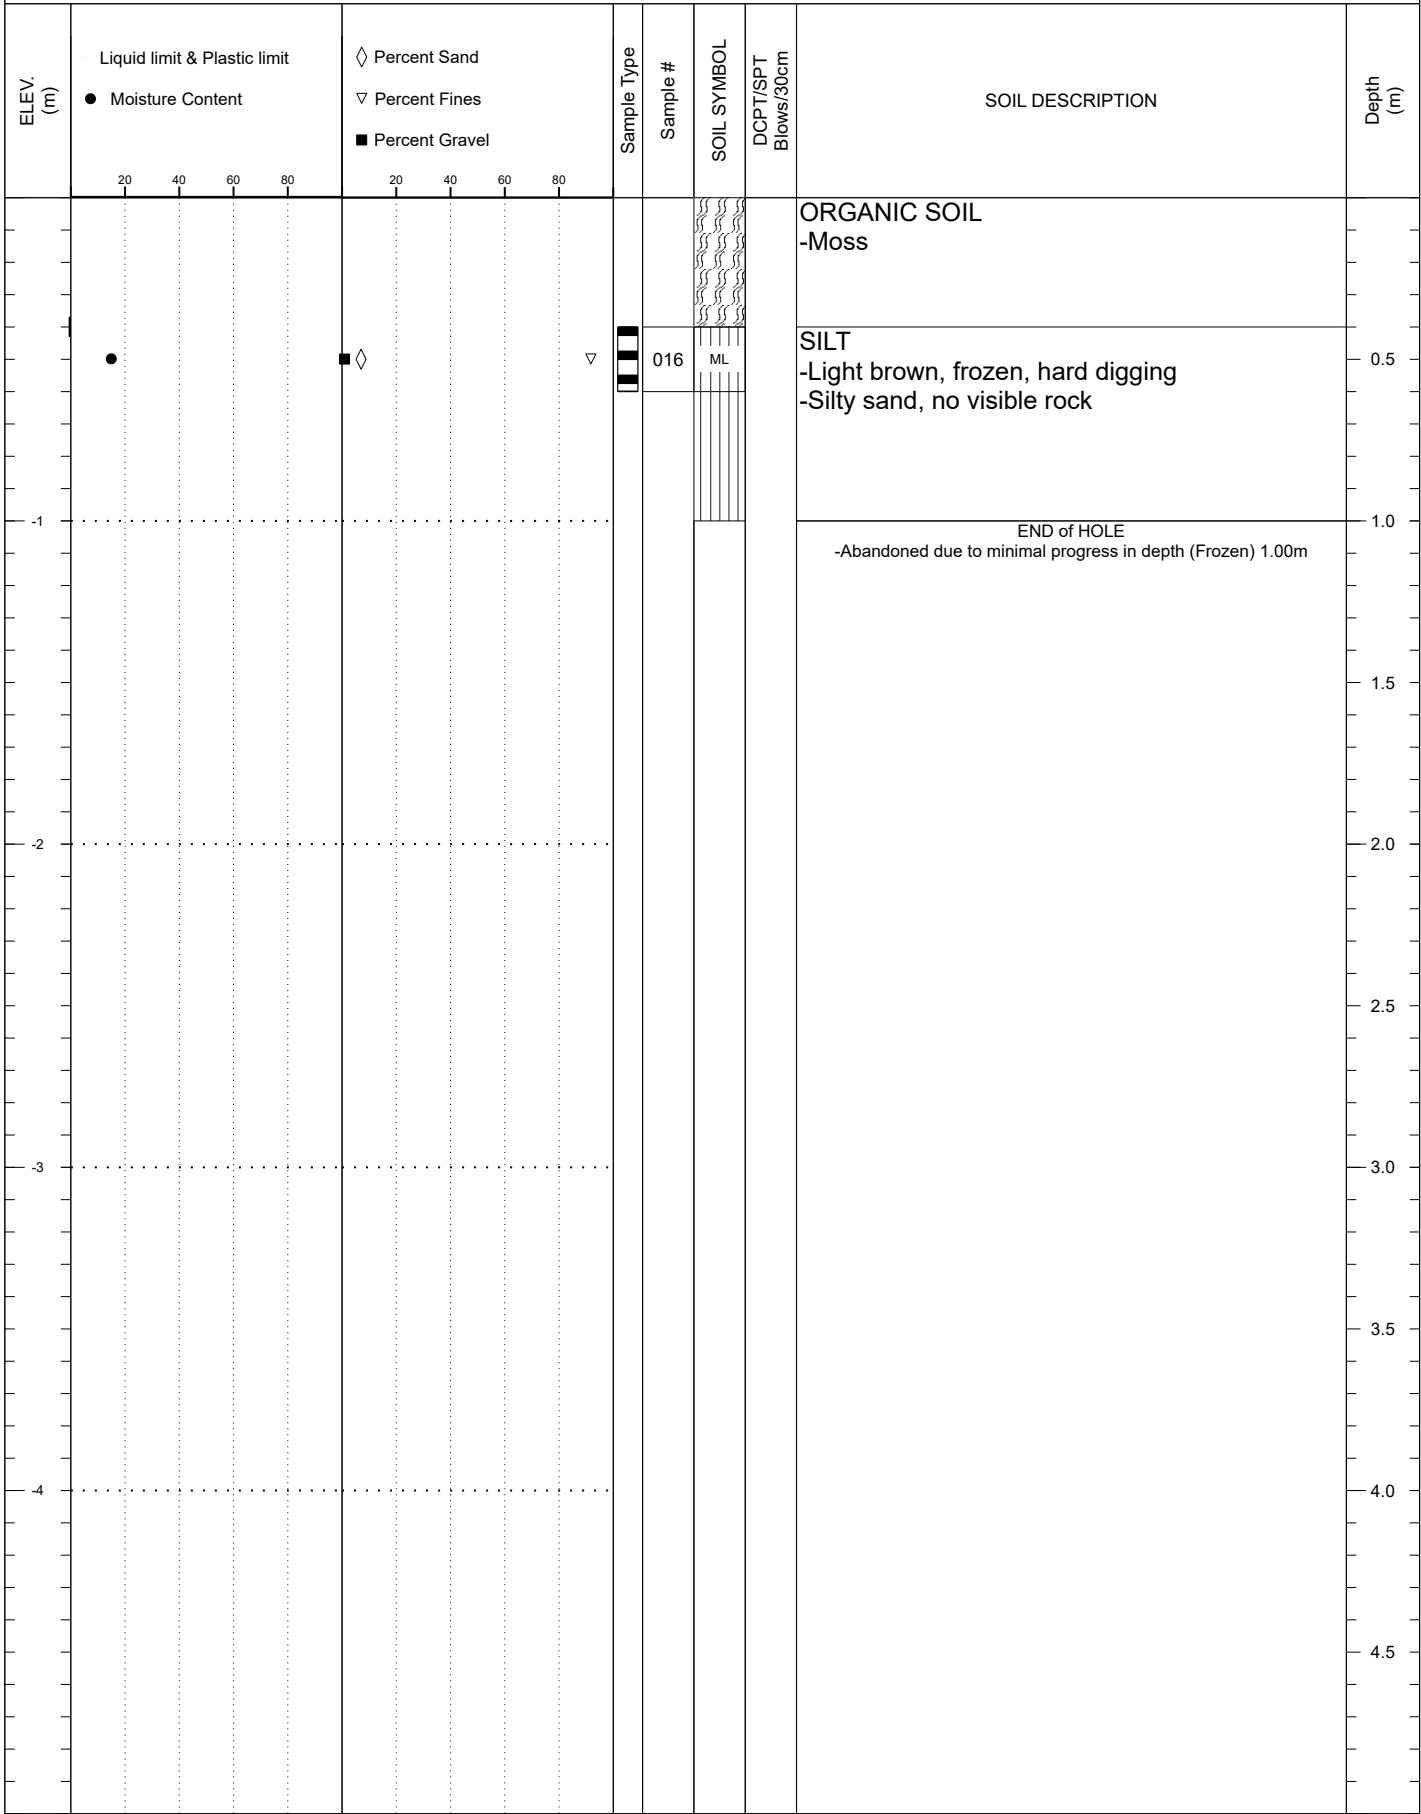 ELEV.
(m)
Liquid limit & Plastic limit
Moisture Content
Percent Sand
Percent Fines
Percent Gravel
20 40 60 80
20 40 60 80
Sample Type
Sample #
SOIL SYMBOL
DCPT/SPT
Blows/30cm
SOIL DESCRIPTION
Depth
(m)
ORGANIC SOIL
-Moss
SILT
-Light brown, frozen, hard digging
-Silty sand, no visible rock
016
ML
0.5
-1
1.0
END of HOLE
-Abandoned due to minimal progress in depth (Frozen) 1.00m
1.5
-2
2.0
2.5
-3
3.0
3.5
-4
4.0
4.5